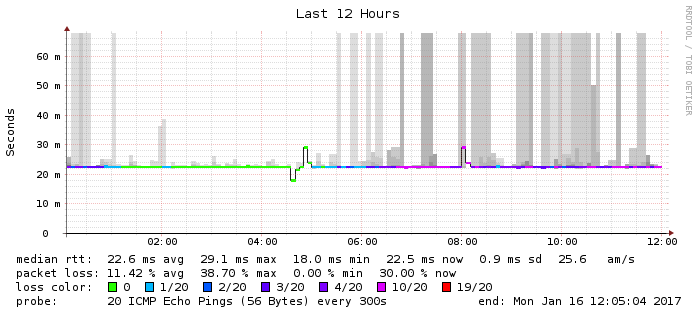 Last 12 Hours
RRDTOOL / TOBI OETIKER
Seconds
60 m
50 m
40 m
30 m
20 m
10 m
0
02:00 04:00 06:00 08:00 10:00 12:00
median rtt: 22.6 ms avg 29.1 ms max 18.0 ms min 22.5 ms now 0.9 ms sd 25.6 am/s
packet loss: 11.42 % avg 38.70 % max 0.00 % min 30.00 % now
loss color: 0 1/20 2/20 3/20 4/20 10/20 19/20
probe: 20 ICMP Echo Pings (56 Bytes) every 300s end: Mon Jan 16 12:05:04 2017